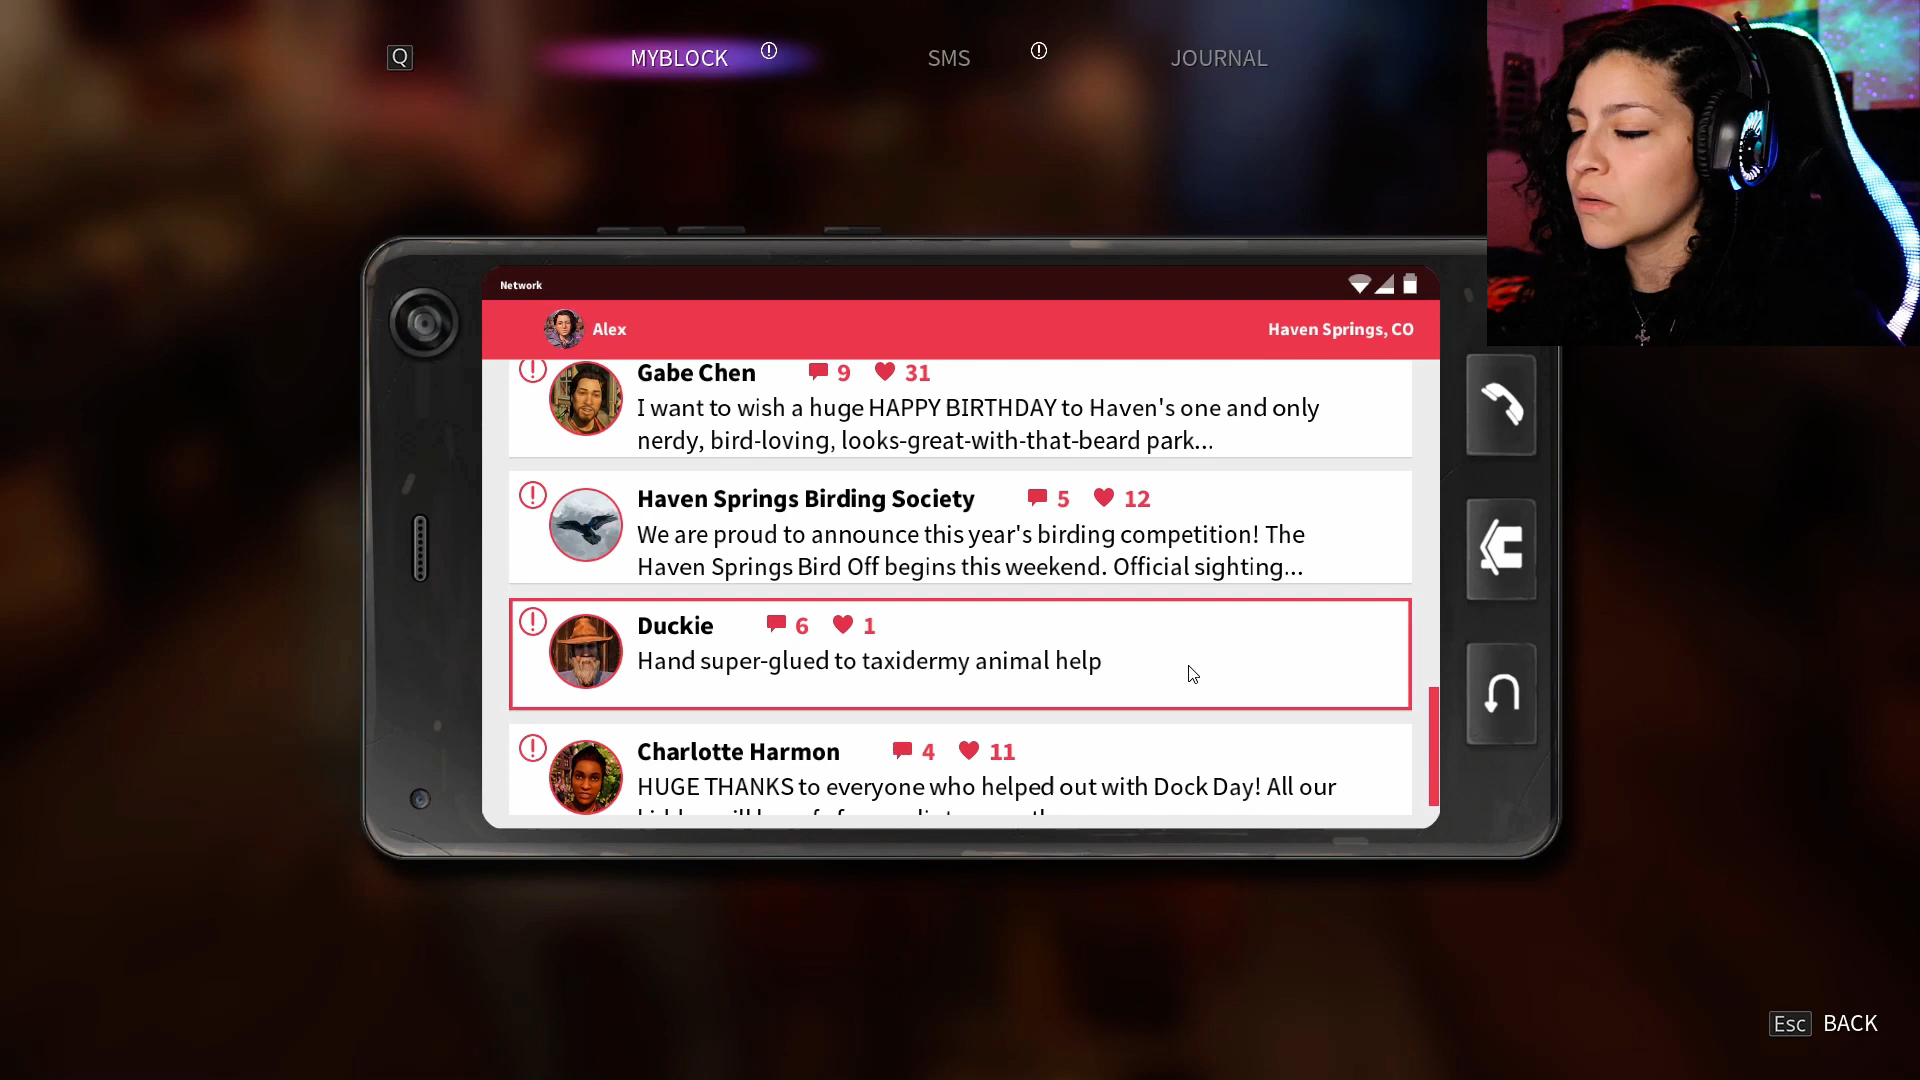 Q
MYBLOCK
SMS
JOURNAL
Network
Alex
Haven Springs, CO
Gabe Chen 9 31
I want to wish a huge HAPPY BIRTHDAY to Haven's one and only
nerdy, bird-loving, looks-great-with-that-beard park...
Haven Springs Birding Society 5 12
We are proud to announce this year's birding competition! The
Haven Springs Bird Off begins this weekend. Official sighting...
Duckie 6 1
Hand super-glued to taxidermy animal help
Charlotte Harmon 4 11
HUGE THANKS to everyone who helped out with Dock Day! All our
Esc BACK